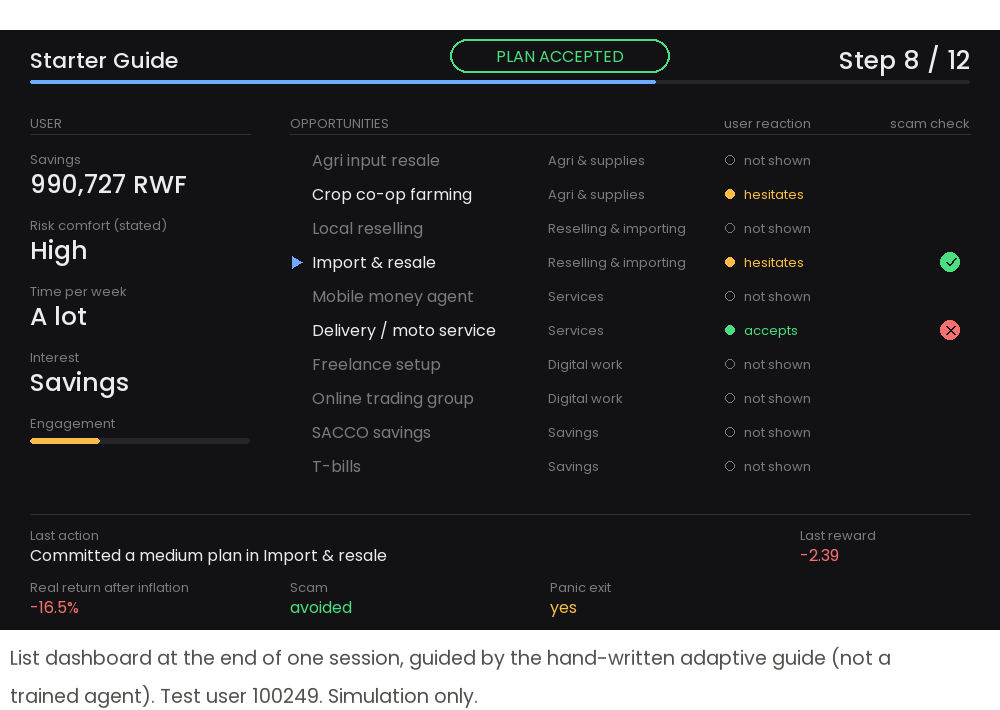 Starter Guide
PLAN ACCEPTED
Step 8 / 12
USER
OPPORTUNITIES user reaction scam check
Savings
990,727 RWF
Risk comfort (stated)
High
Time per week
A lot
Interest
Savings
Engagement
Agri input resale Agri & supplies not shown
Crop co-op farming Agri & supplies hesitates
Local reselling Reselling & importing not shown
Import & resale Reselling & importing hesitates
Mobile money agent Services not shown
Delivery / moto service Services accepts
Freelance setup Digital work not shown
Online trading group Digital work not shown
SACCO savings Savings not shown
T-bills Savings not shown
Last action
Committed a medium plan in Import & resale
Last reward
-2.39
Real return after inflation
-16.5%
Scam
avoided
Panic exit
yes
List dashboard at the end of one session, guided by the hand-written adaptive guide (not a
trained agent). Test user 100249. Simulation only.